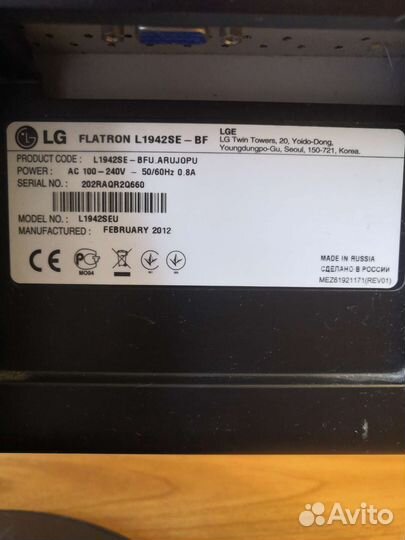 LG FLATRON L1942SE-BF
LGE
LG Twin Towers, 20, Yoido-Dong,
Youngdungpo-Gu, Seoul, 150-721, Korea.
PRODUCT CODE : L1942SE-BFU.ARUJOPU
POWER : AC 100-240V ~ 50/60Hz 0.8A
SERIAL NO. : 202RAQR2Q660
MODEL NO. : L1942SEU
MANUFACTURED : FEBRUARY 2012
CE
МО04
MADE IN RUSSIA
СДЕЛАНО В РОССИИ
MEZ61921171(REV01)
Avito